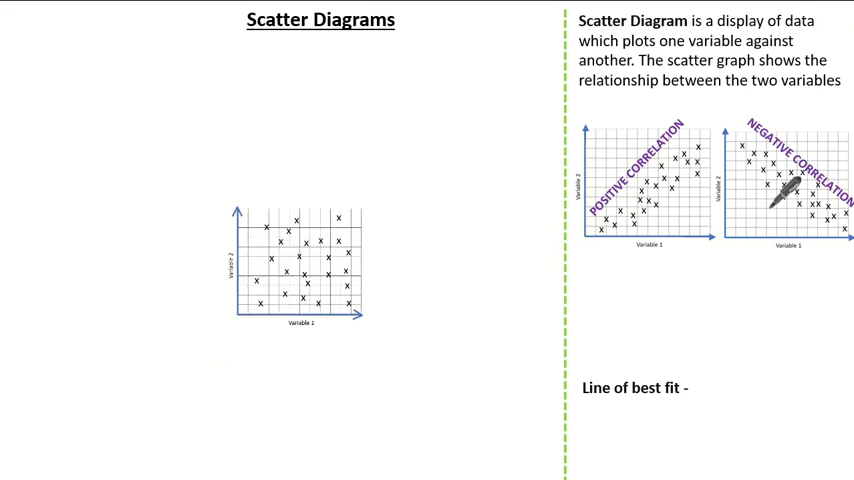 Scatter Diagrams
Scatter Diagram is a display of data
which plots one variable against
another. The scatter graph shows the
relationship between the two variables
POSITIVE CORRELATION
Variable 2
Variable 1
NEGATIVE CORRELATION
Variable 2
Variable 1
Variable 2
Variable 1
Line of best fit -